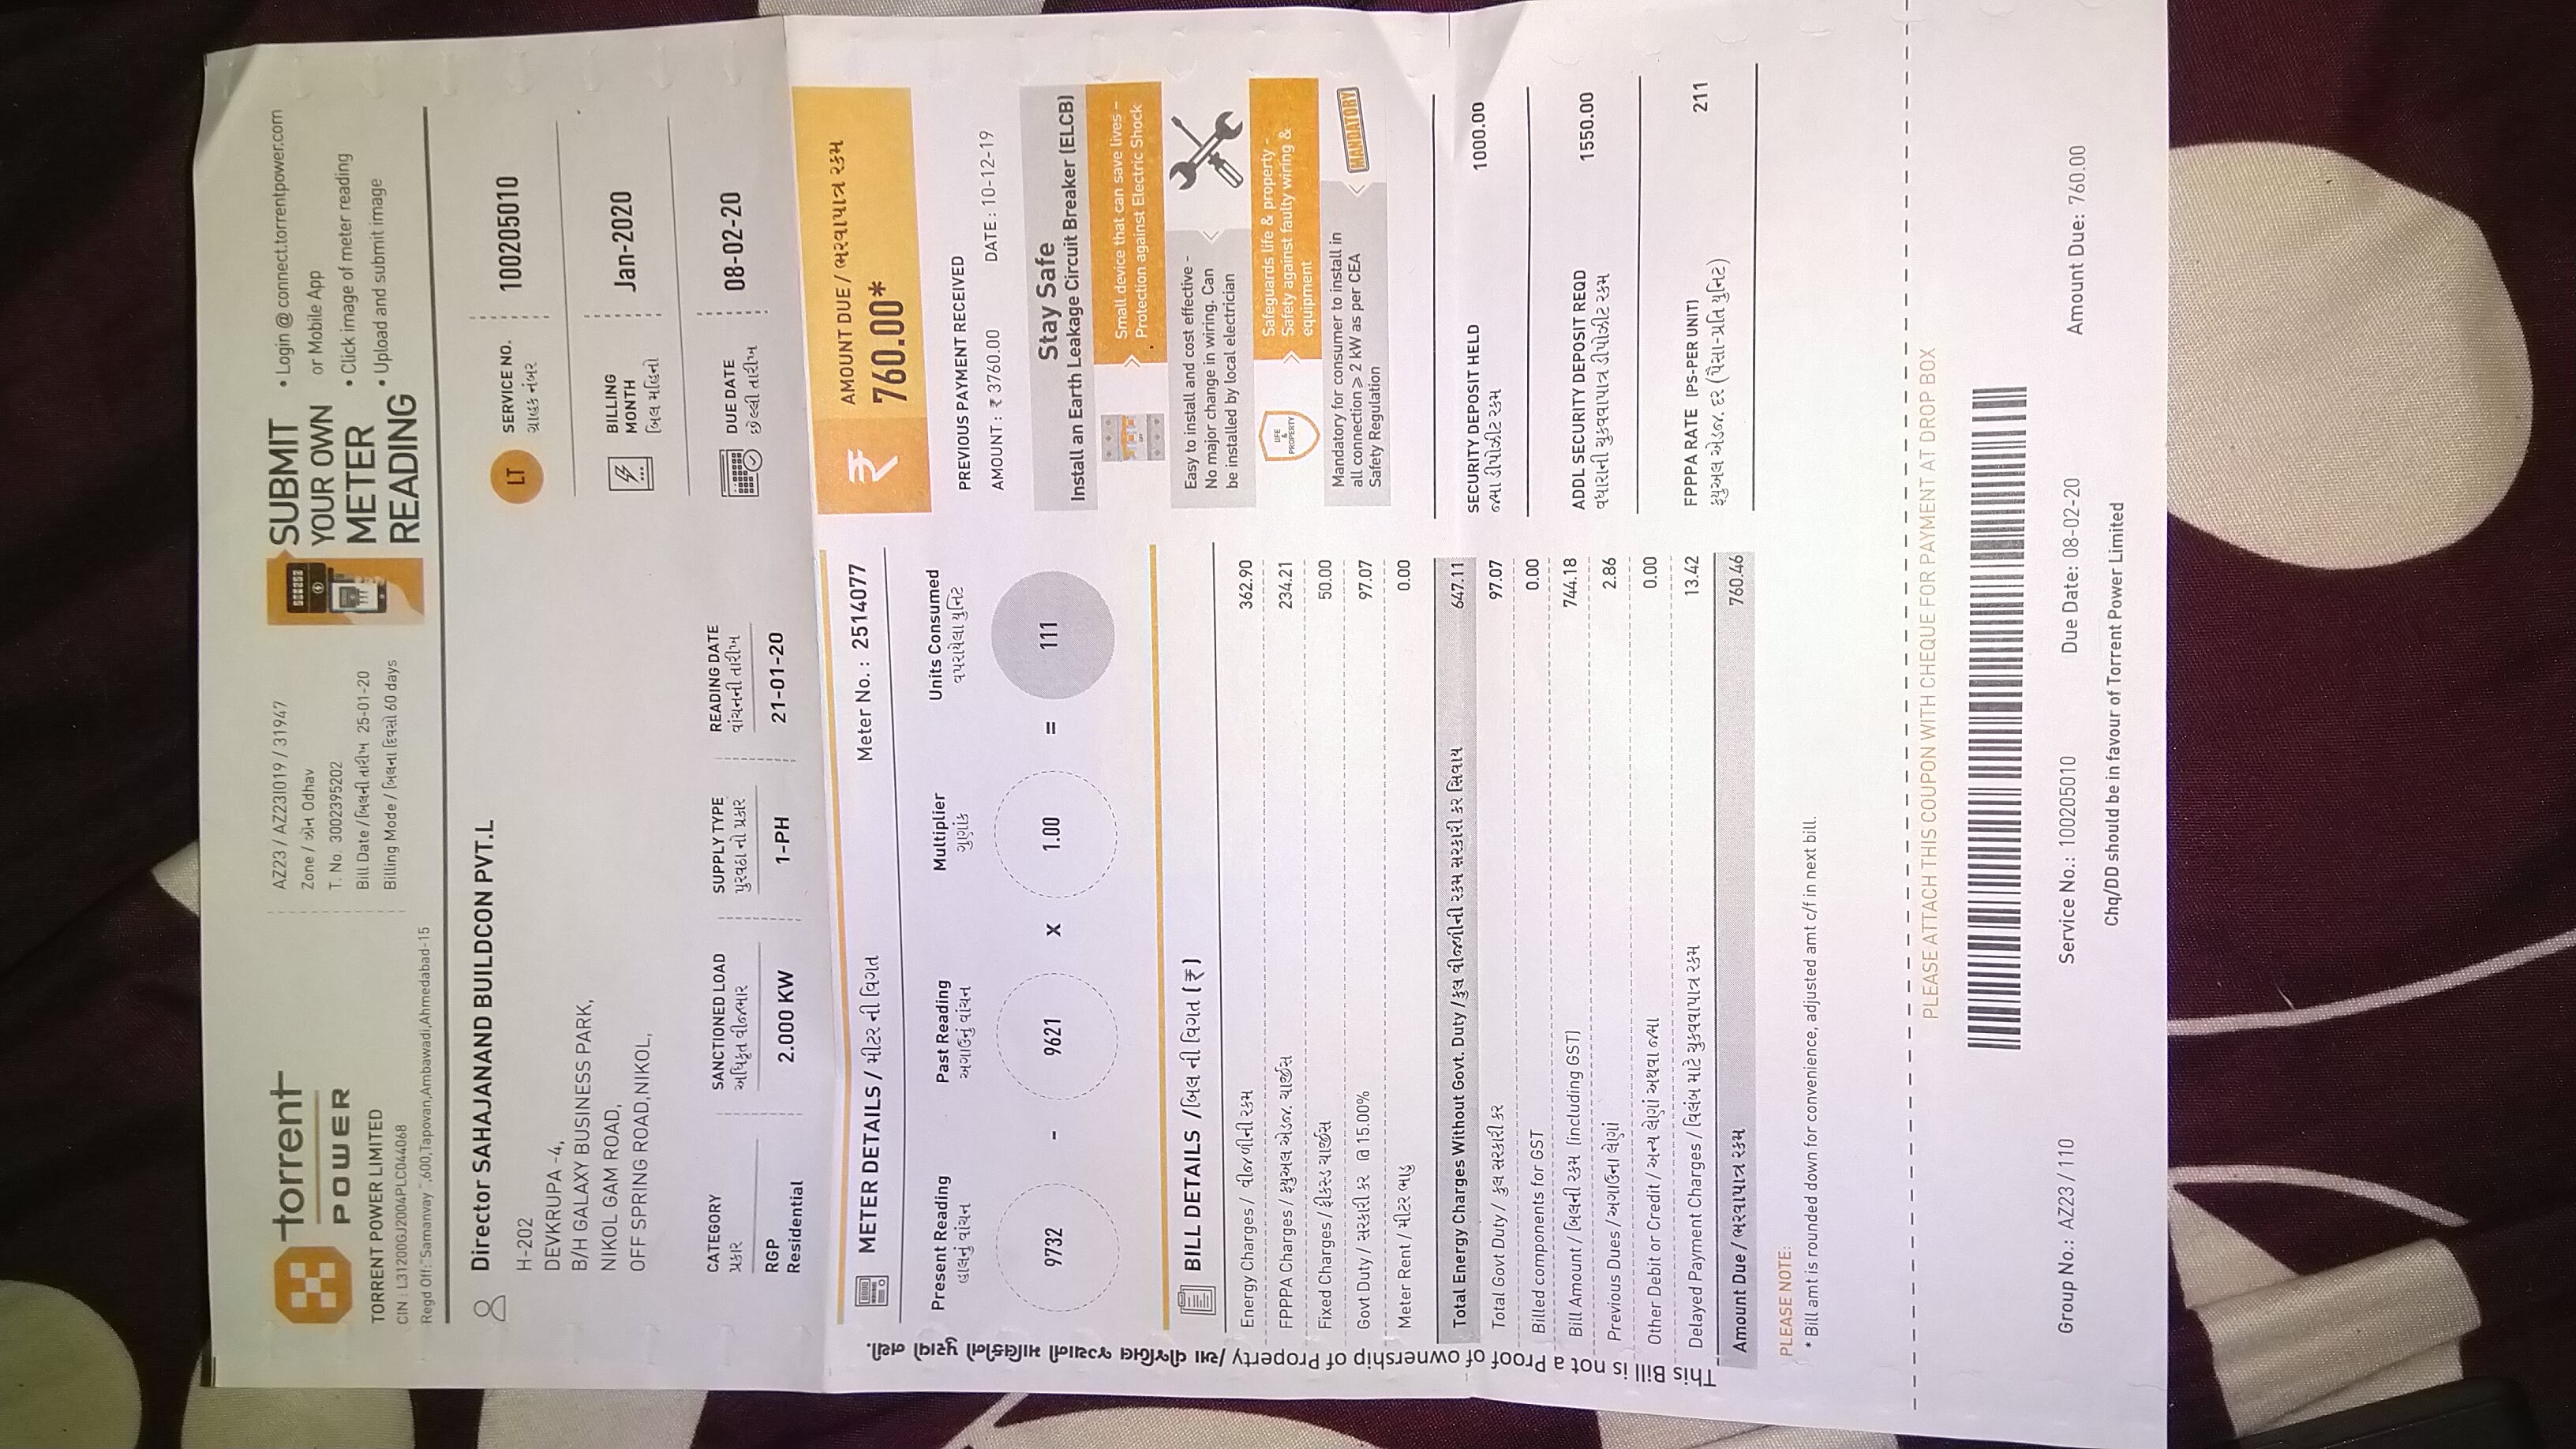 torrent
POWER
TORRENT POWER LIMITED
CIN : L31200GJ2004PLC044068
Regd Off:"Samanvay ",600,Tapovan,Ambawadi,Ahmedabad-15
AZ23 / AZ23I019 / 31947
Zone / ઝોન Odhav
T. No. 3002395202
Bill Date / બિલની તારીખ 25-01-20
Billing Mode / બિલના દિવસો 60 days
SUBMIT
YOUR OWN
METER
READING
• Login @ connect.torrentpower.com
or Mobile App
• Click image of meter reading
• Upload and submit image
Director SAHAJANAND BUILDCON PVT.L
H-202
DEVKRUPA -4,
B/H GALAXY BUSINESS PARK,
NIKOL GAM ROAD,
OFF SPRING ROAD,NIKOL,
LT
SERVICE NO.
ગ્રાહક નંબર
100205010
BILLING
MONTH
બિલ મહિનો
Jan-2020
DUE DATE
છેલ્લી તારીખ
08-02-20
CATEGORY
પ્રકાર
RGP
Residential
SANCTIONED LOAD
અધિકૃત વીજભાર
2.000 KW
SUPPLY TYPE
પુરવઠા નો પ્રકાર
1-PH
READING DATE
વાંચનની તારીખ
21-01-20
This Bill is not a Proof of ownership of Property /આ વીજબિલ જગ્યાની માલિકીનો પુરાવો નથી.
METER DETAILS / મીટર ની વિગત
Meter No. : 2514077
Present Reading
હાલનું વાંચન
Past Reading
અગાઉનું વાંચન
Multiplier
ગુણાંક
Units Consumed
વપરાયેલા યુનિટ
9732 - 9621 x 1.00 = 111
₹
AMOUNT DUE / ભરવાપાત્ર રકમ
760.00*
PREVIOUS PAYMENT RECEIVED
AMOUNT : ₹ 3760.00 DATE : 10-12-19
Stay Safe
Install an Earth Leakage Circuit Breaker (ELCB)
Small device that can save lives –
Protection against Electric Shock
Easy to install and cost effective -
No major change in wiring. Can
be installed by local electrician
LIFE
&
PROPERTY
Safeguards life & property -
Safety against faulty wiring &
equipment
Mandatory for consumer to install in
all connection ⩾ 2 kW as per CEA
Safety Regulation
MANDATORY
BILL DETAILS /બિલ ની વિગત (₹)
Energy Charges / વીજળીની રકમ 362.90
FPPPA Charges / ફયુઅલ એડજ. ચાર્જીસ 234.21
Fixed Charges / ફીકસ્ડ ચાર્જીસ 50.00
Govt Duty / સરકારી કર @ 15.00% 97.07
Meter Rent / મીટર ભાડુ 0.00
Total Energy Charges Without Govt. Duty /કુલ વીજળીની રકમ સરકારી કર સિવાય 647.11
Total Govt Duty / કુલ સરકારી કર 97.07
Billed components for GST 0.00
Bill Amount / બિલની રકમ (including GST) 744.18
Previous Dues / અગાઉના લેણાં 2.86
Other Debit or Credit / અન્ય લેણાં અથવા જમા 0.00
Delayed Payment Charges / વિલંબ માટે ચુકવવાપાત્ર રકમ 13.42
Amount Due / ભરવાપાત્ર રકમ 760.46
SECURITY DEPOSIT HELD
જમા ડીપોઝીટ રકમ
1000.00
ADDL SECURITY DEPOSIT REQD
વધારાની ચુકવવાપાત્ર ડીપોઝીટ રકમ
1550.00
FPPPA RATE (PS-PER UNIT)
ફયુઅલ એડજ. દર (પૈસા-પ્રતિ યુનિટ)
211
PLEASE NOTE:
* Bill amt is rounded down for convenience, adjusted amt c/f in next bill.
PLEASE ATTACH THIS COUPON WITH CHEQUE FOR PAYMENT AT DROP BOX
Group No.: AZ23 / 110 Service No.: 100205010 Due Date: 08-02-20 Amount Due: 760.00
Chq/DD should be in favour of Torrent Power Limited